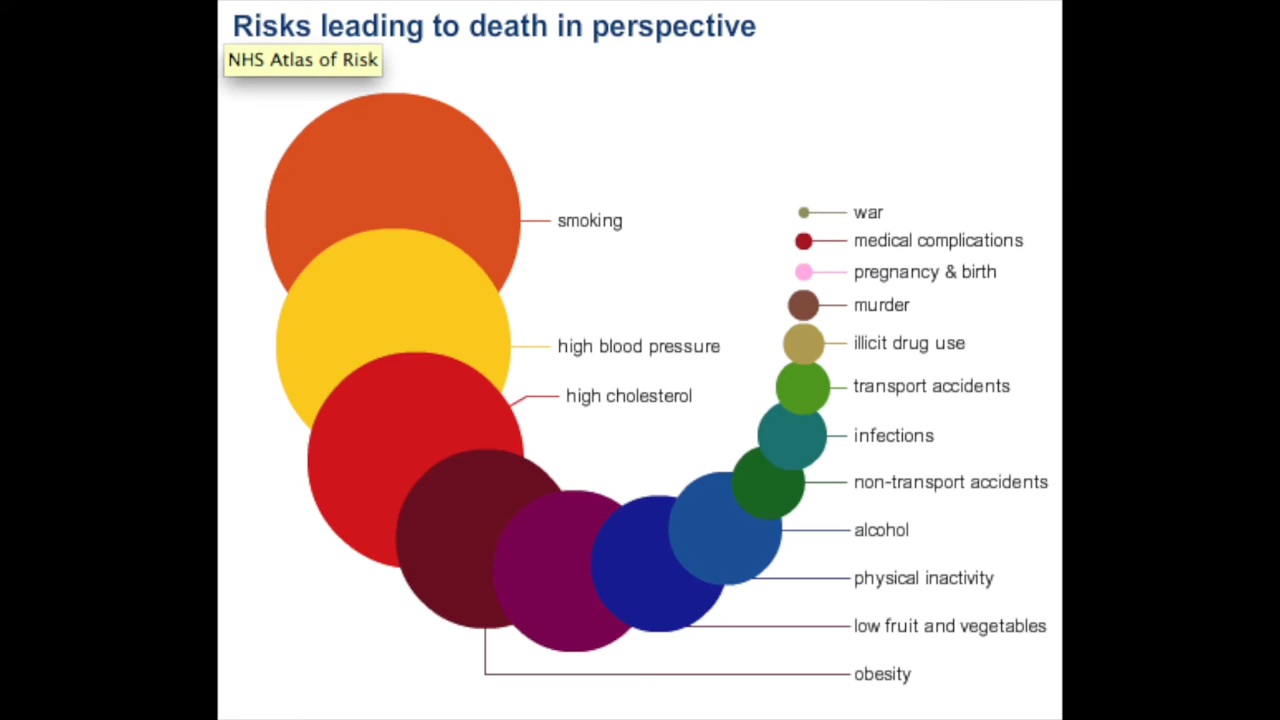 Risks leading to death in perspective
NHS Atlas of Risk
smoking
high blood pressure
high cholesterol
war
medical complications
pregnancy & birth
murder
illicit drug use
transport accidents
infections
non-transport accidents
alcohol
physical inactivity
low fruit and vegetables
obesity